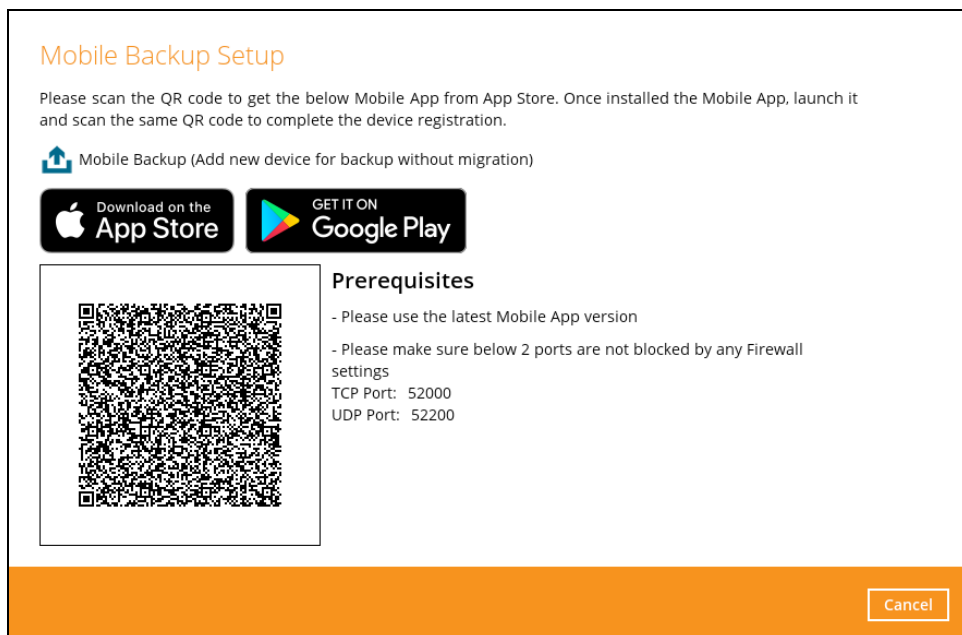 Mobile Backup Setup
Please scan the QR code to get the below Mobile App from App Store. Once installed the Mobile App, launch it
and scan the same QR code to complete the device registration.
Mobile Backup (Add new device for backup without migration)
Download on the
App Store
GET IT ON
Google Play
Prerequisites
- Please use the latest Mobile App version
- Please make sure below 2 ports are not blocked by any Firewall
settings
TCP Port: 52000
UDP Port: 52200
Cancel